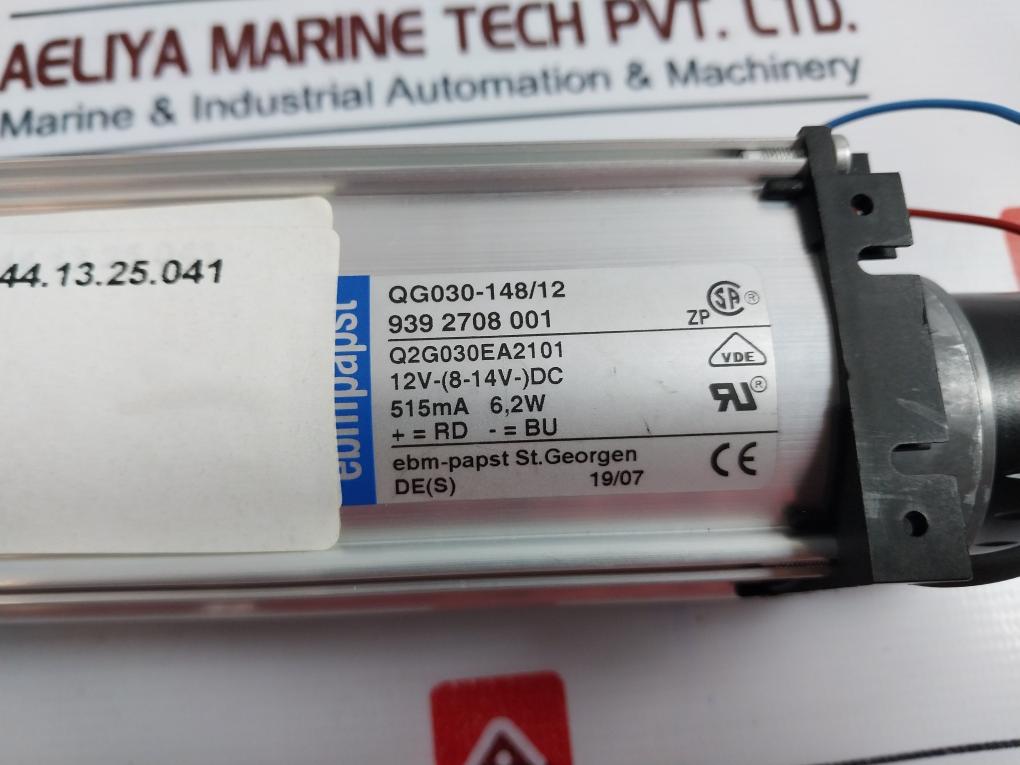 AELIYA MARINE TECH PVT. LTD.
Marine & Industrial Automation & Machinery
44.13.25.041
ebmpapst
QG030-148/12
939 2708 001
ZP SA ®
Q2G030EA2101
12V-(8-14V-)DC
515mA 6,2W
+ = RD - = BU
VDE
RU ®
ebm-papst St.Georgen
DE(S) 19/07
CE